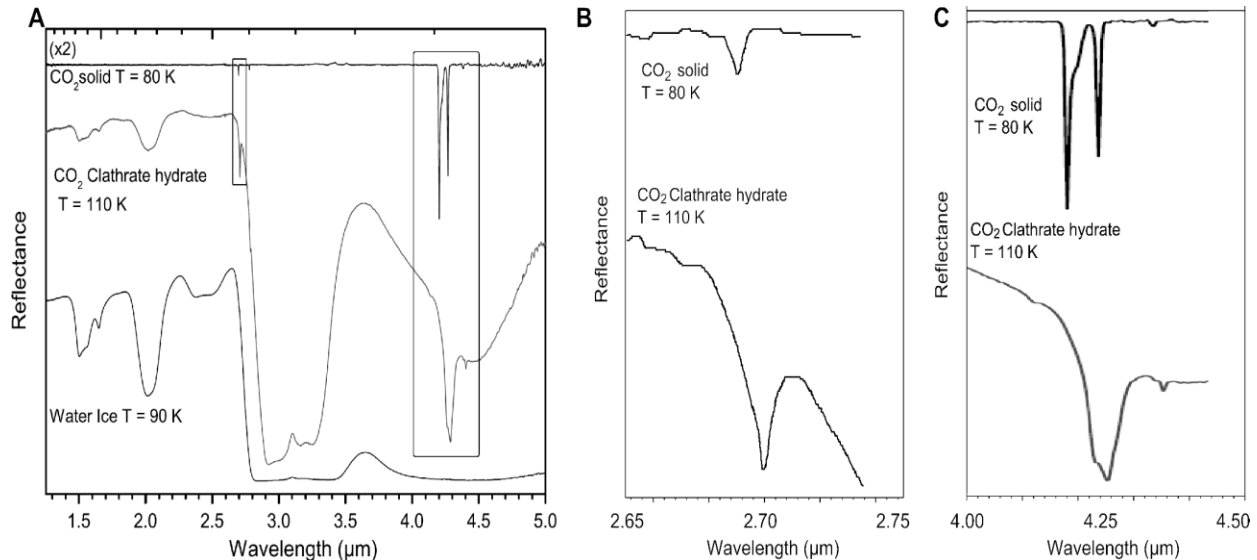 A
(x2)
CO₂solid T = 80 K
CO₂ Clathrate hydrate
T = 110 K
Water Ice T = 90 K
Reflectance
1.5 2.0 2.5 3.0 3.5 4.0 4.5 5.0
Wavelength (µm)
B
CO₂ solid
T = 80 K
CO₂ Clathrate hydrate
T = 110 K
Reflectance
2.65 2.70 2.75
Wavelength (µm)
C
CO₂ solid
T = 80 K
CO₂ Clathrate hydrate
T = 110 K
Reflectance
4.00 4.25 4.50
Wavelength (µm)